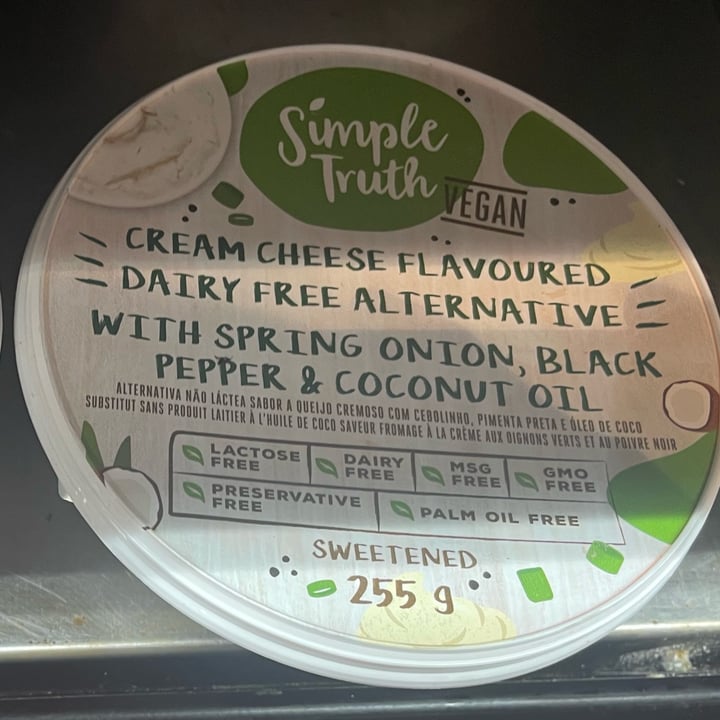 Simple
Truth
VEGAN
CREAM CHEESE FLAVOURED
DAIRY FREE ALTERNATIVE
WITH SPRING ONION, BLACK
PEPPER & COCONUT OIL
ALTERNATIVA NÃO LÁCTEA SABOR A QUEIJO CREMOSO COM CEBOLINHO, PIMENTA PRETA E ÓLEO DE COCO
SUBSTITUT SANS PRODUIT LAITIER À L'HUILE DE COCO SAVEUR FROMAGE À LA CRÈME AUX OIGNONS VERTS ET AU POIVRE NOIR
LACTOSE FREE
DAIRY FREE
MSG FREE
GMO FREE
PRESERVATIVE FREE
PALM OIL FREE
SWEETENED
255 g